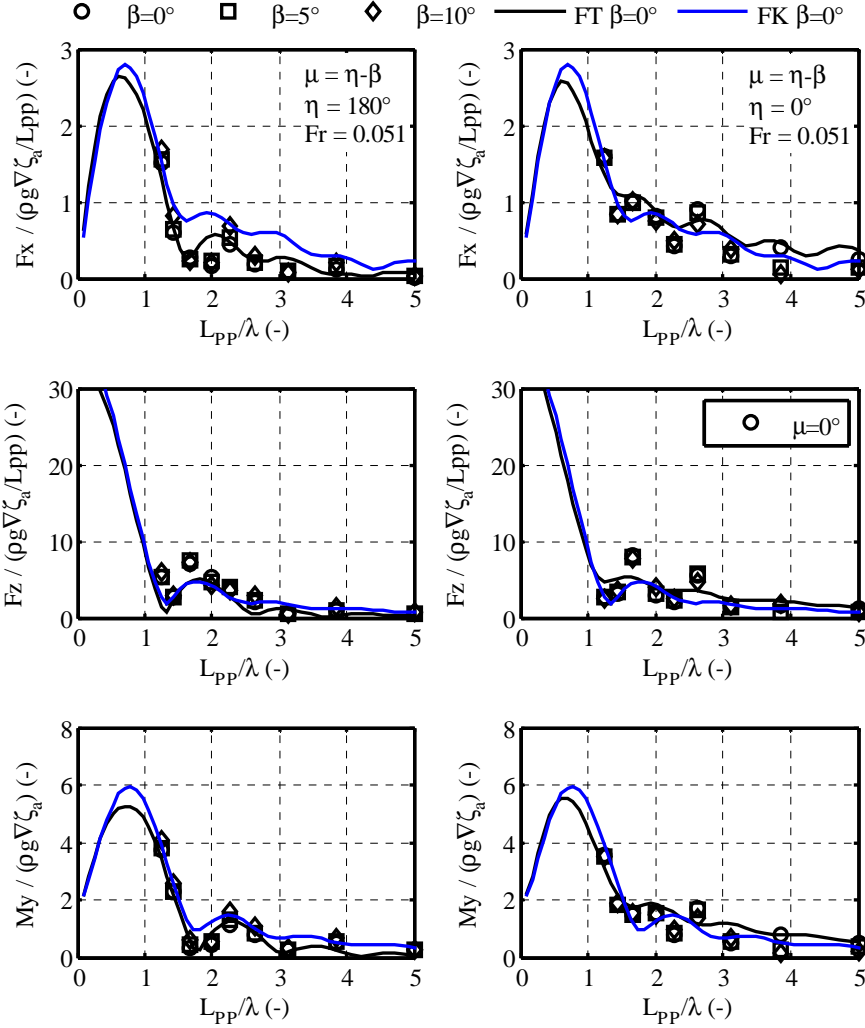 β=0° β=5° β=10° FT β=0° FK β=0°
3
2
1
0
Fx / (ρg∇ζa/Lpp) (-)
μ = η-β
η = 180°
Fr = 0.051
0 1 2 3 4 5
LPP/λ (-)
3
2
1
0
Fx / (ρg∇ζa/Lpp) (-)
μ = η-β
η = 0°
Fr = 0.051
0 1 2 3 4 5
LPP/λ (-)
30
20
10
0
Fz / (ρg∇ζa/Lpp) (-)
0 1 2 3 4 5
LPP/λ (-)
30
20
10
0
Fz / (ρg∇ζa/Lpp) (-)
μ=0°
0 1 2 3 4 5
LPP/λ (-)
8
6
4
2
0
My / (ρg∇ζa) (-)
0 1 2 3 4 5
LPP/λ (-)
8
6
4
2
0
My / (ρg∇ζa) (-)
0 1 2 3 4 5
LPP/λ (-)